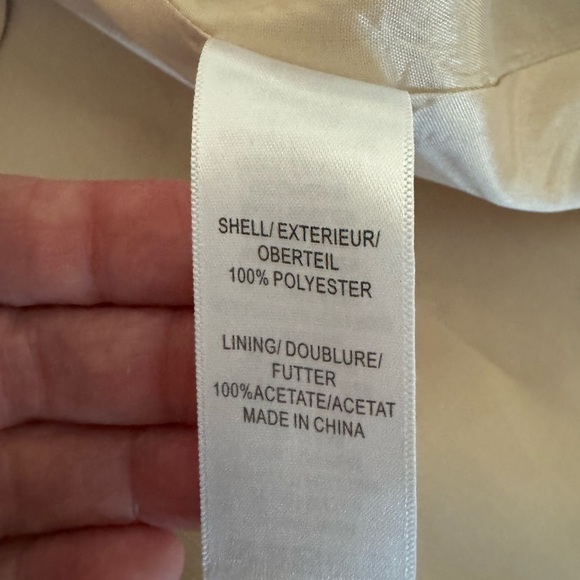 SHELL/ EXTERIEUR/
OBERTEIL
100% POLYESTER
LINING/ DOUBLURE/
FUTTER
100%ACETATE/ACETAT
MADE IN CHINA